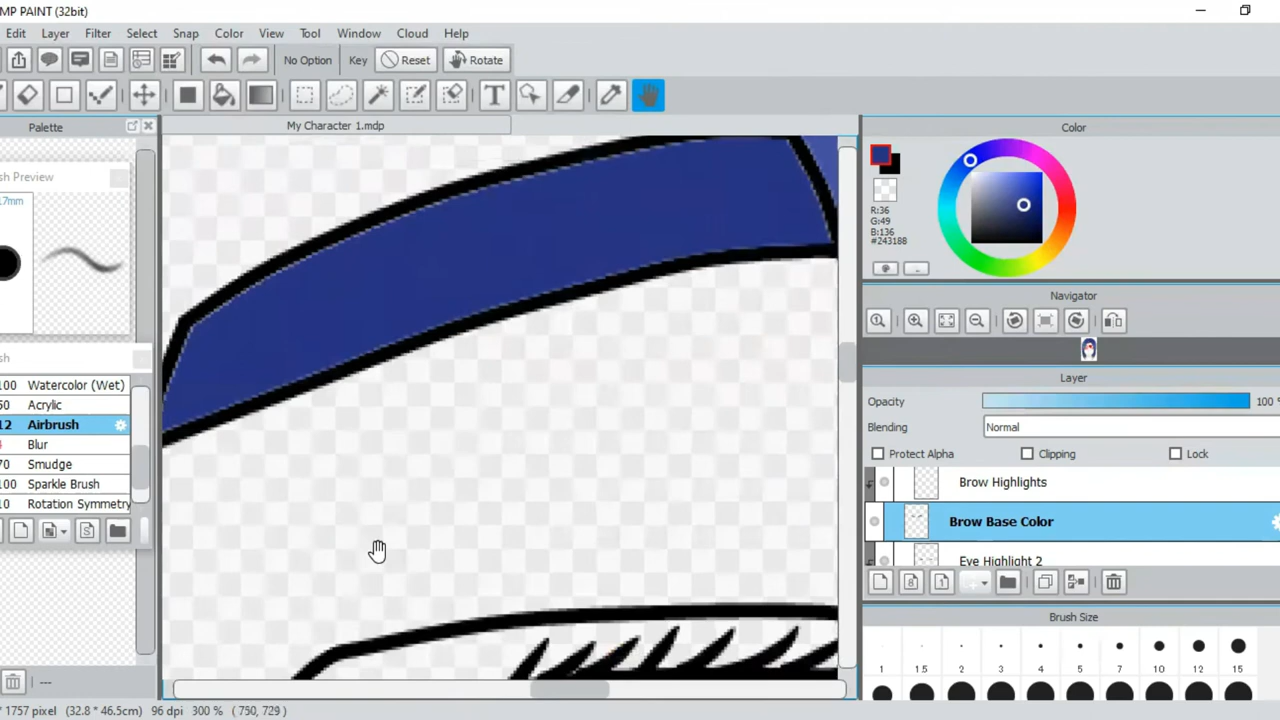 MP PAINT (32bit)
Edit Layer Filter Select Snap Color View Tool Window Cloud Help
No Option Key Reset Rotate
Palette
My Character 1.mdp
Color
sh Preview
7mm
R:36
G:49
B:136
#243188
Navigator
sh
Layer
100 Watercolor (Wet)
50 Acrylic
12 Airbrush
Blur
70 Smudge
100 Sparkle Brush
10 Rotation Symmetry
Opacity 100 %
Blending Normal
Protect Alpha Clipping Lock
Brow Highlights
Brow Base Color
Eye Highlight 2
Brush Size
1 1.5 2 3 4 5 7 10 12 15
---
* 1757 pixel (32.8 * 46.5cm) 96 dpi 300 % ( 750, 729 )